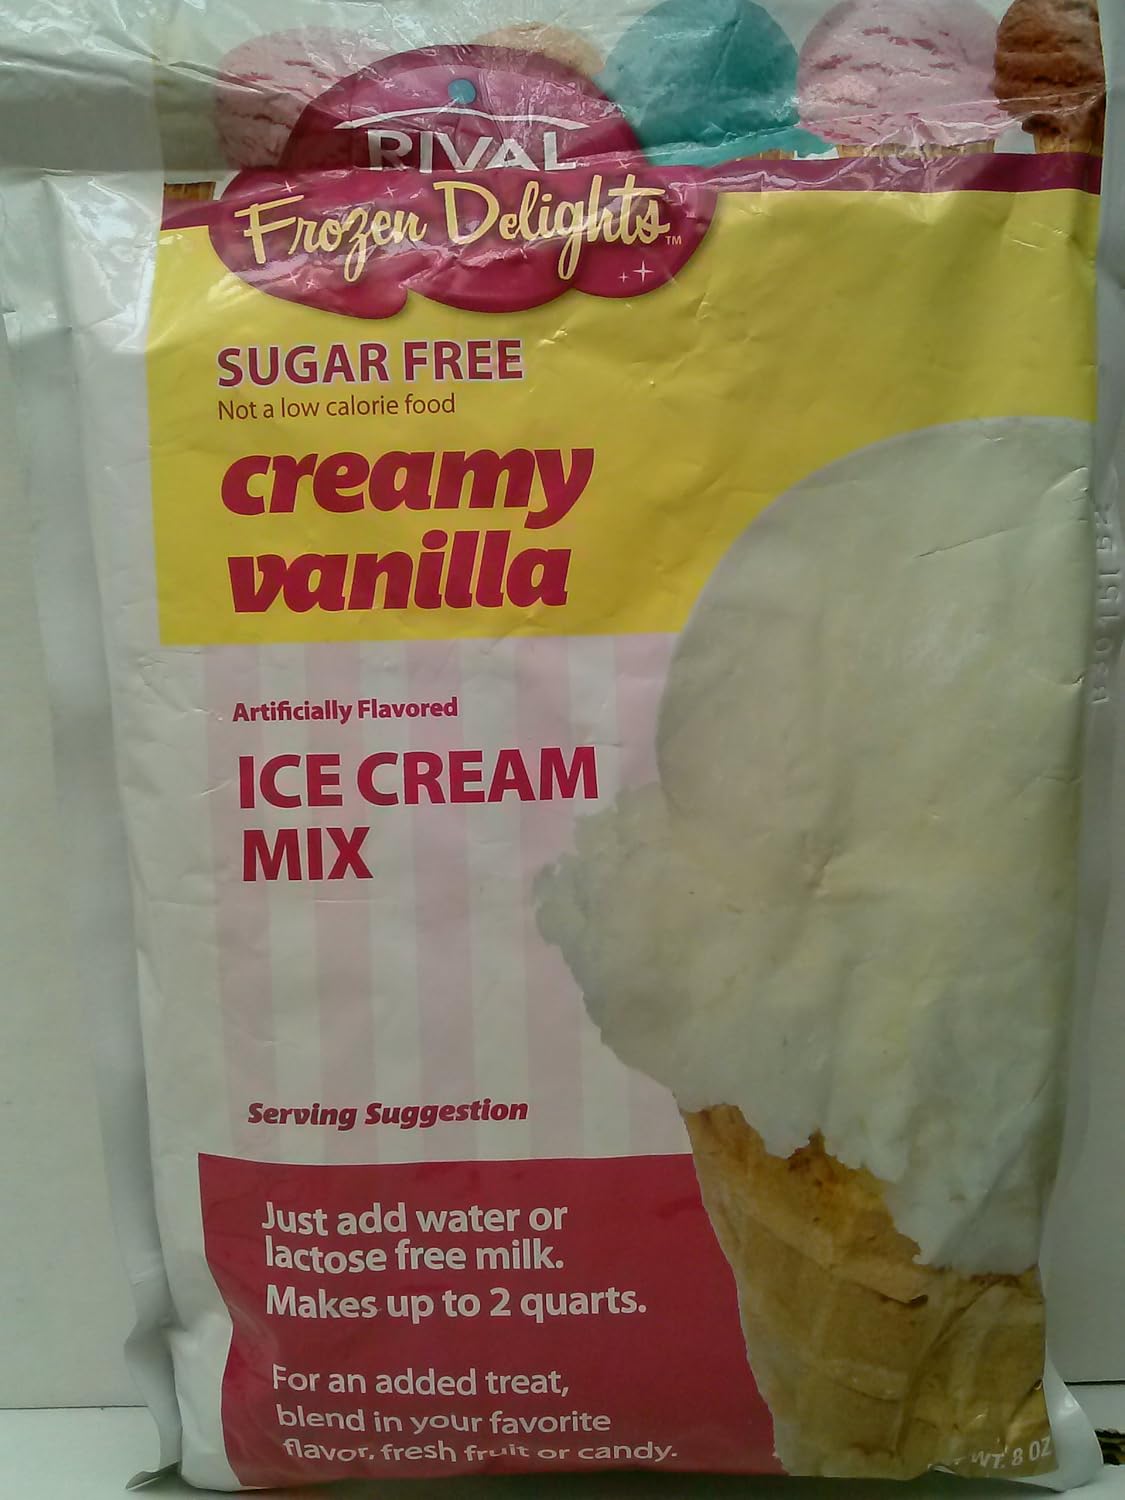 RIVAL
Frozen Delights™
SUGAR FREE
Not a low calorie food
creamy
vanilla
Artificially Flavored
ICE CREAM
MIX
Serving Suggestion
Just add water or
lactose free milk.
Makes up to 2 quarts.
For an added treat,
blend in your favorite
flavor, fresh fruit or candy.
WT. 8 OZ